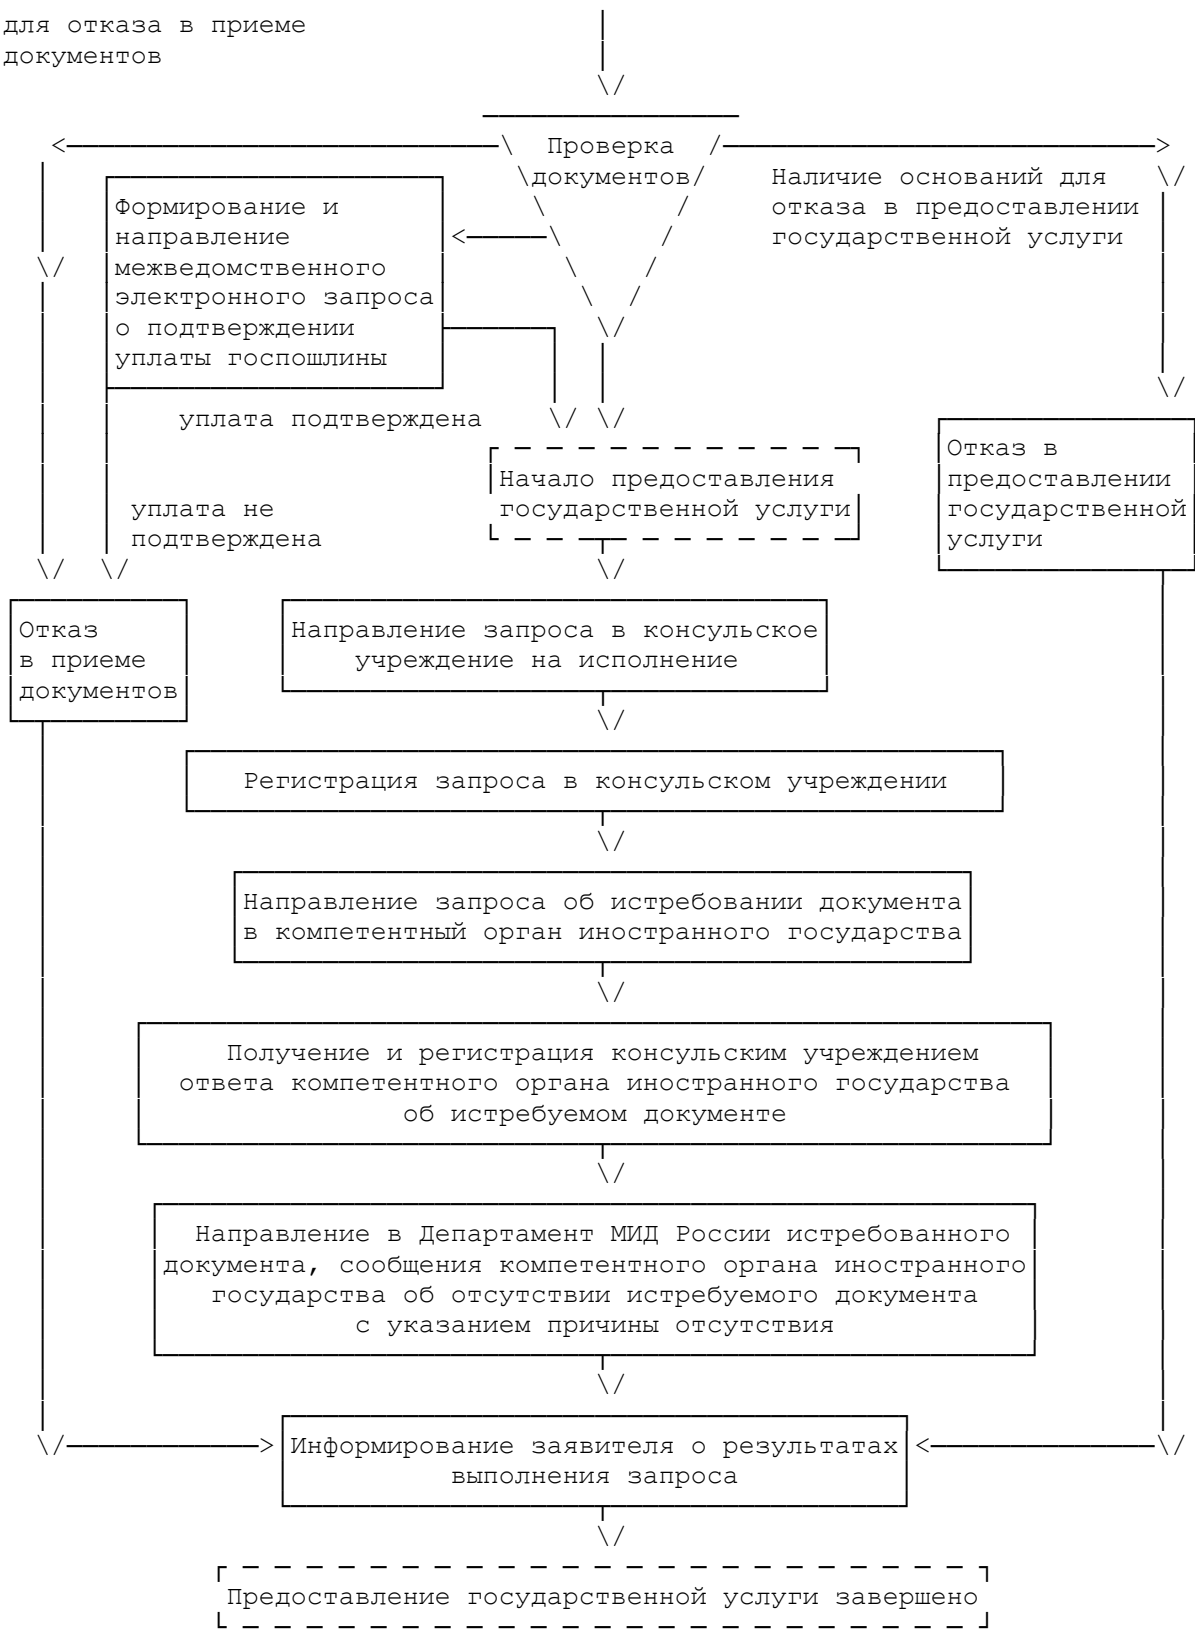 для отказа в приеме
документов
Проверка
документов
Наличие оснований для
отказа в предоставлении
государственной услуги
Формирование и
направление
межведомственного
электронного запроса
о подтверждении
уплаты госпошлины
уплата подтверждена
Начало предоставления
государственной услуги
Отказ в
предоставлении
государственной
услуги
уплата не
подтверждена
Отказ
в приеме
документов
Направление запроса в консульское
учреждение на исполнение
Регистрация запроса в консульском учреждении
Направление запроса об истребовании документа
в компетентный орган иностранного государства
Получение и регистрация консульским учреждением
ответа компетентного органа иностранного государства
об истребуемом документе
Направление в Департамент МИД России истребованного
документа, сообщения компетентного органа иностранного
государства об отсутствии истребуемого документа
с указанием причины отсутствия
Информирование заявителя о результатах
выполнения запроса
Предоставление государственной услуги завершено